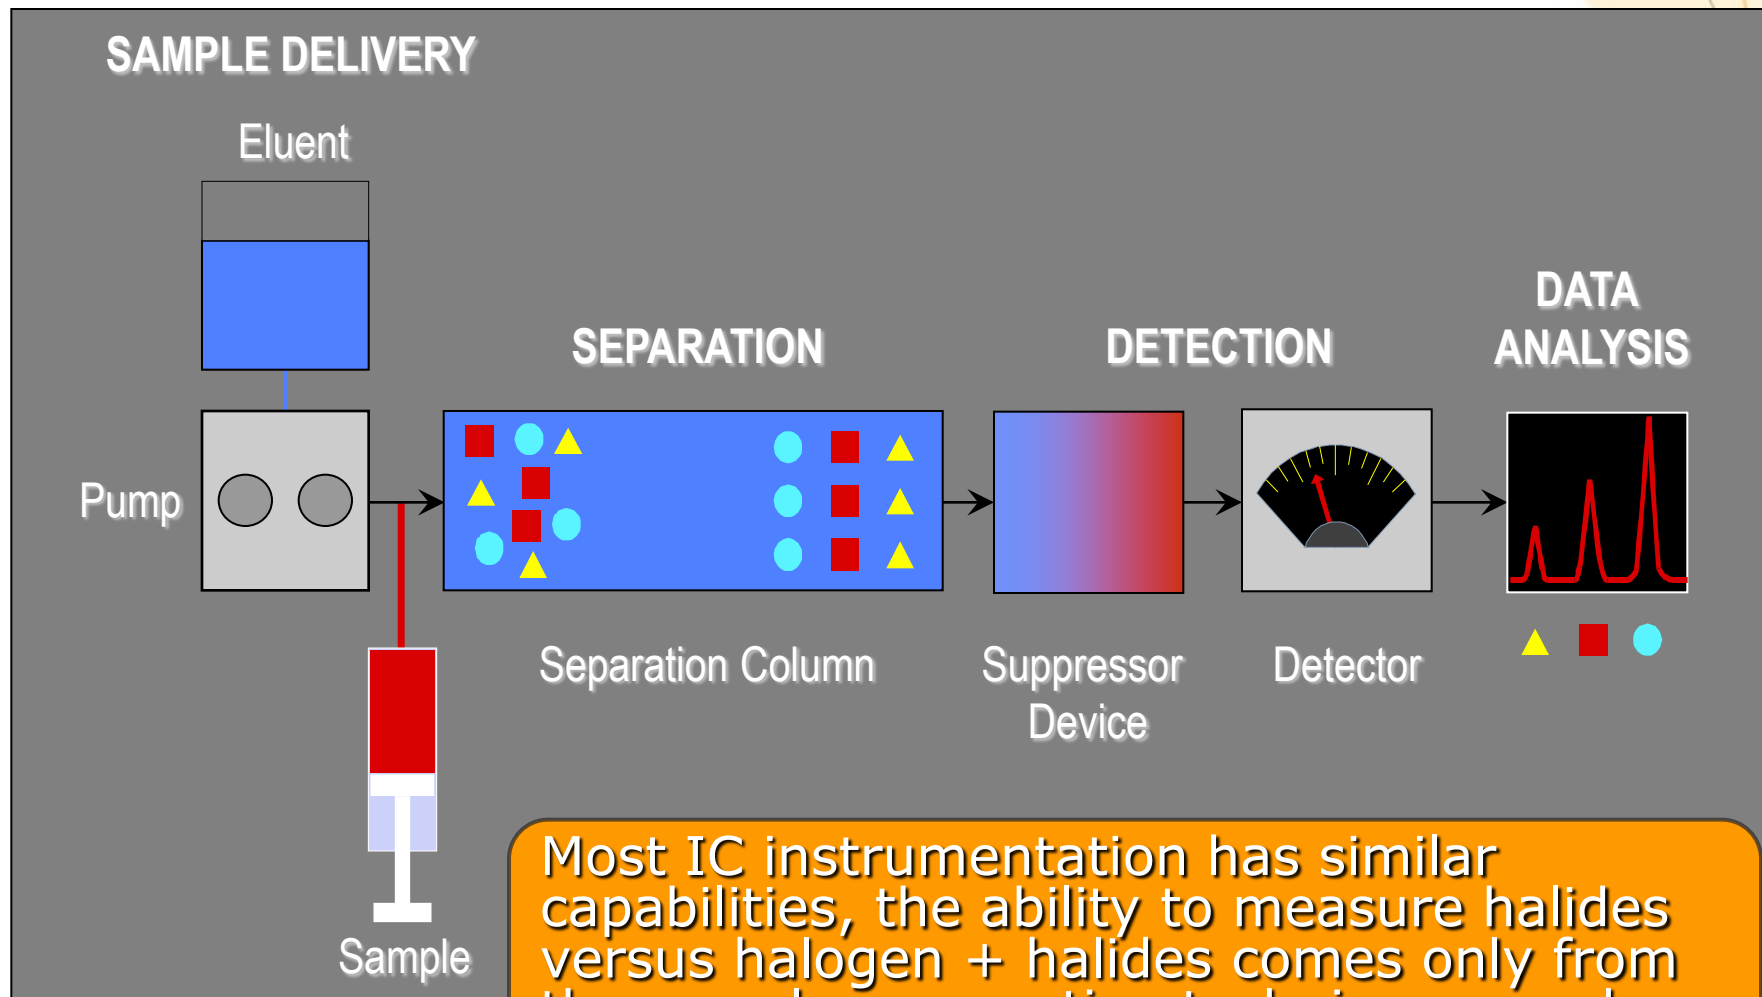 SAMPLE DELIVERY
Eluent
Pump
Sample
SEPARATION
Separation Column
DETECTION
Suppressor
Device
Detector
DATA
ANALYSIS
Most IC instrumentation has similar
capabilities, the ability to measure halides
versus halogen + halides comes only from